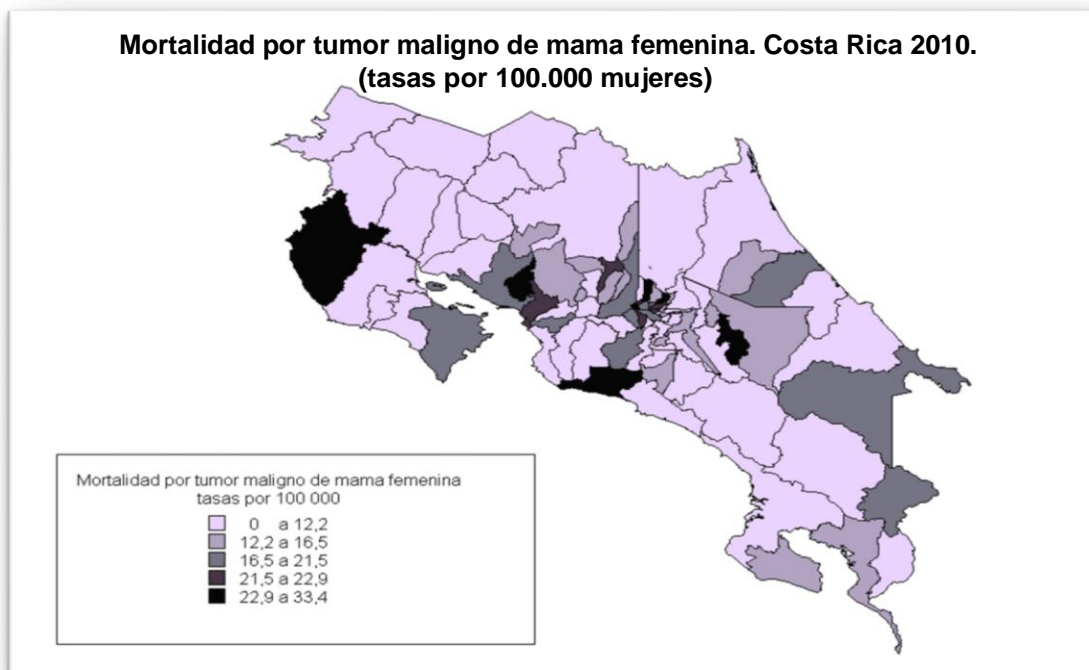 Mortalidad por tumor maligno de mama femenina. Costa Rica 2010.
(tasas por 100.000 mujeres)
Mortalidad por tumor maligno de mama femenina
tasas por 100 000
0 a 12,2
12,2 a 16,5
16,5 a 21,5
21,5 a 22,9
22,9 a 33,4